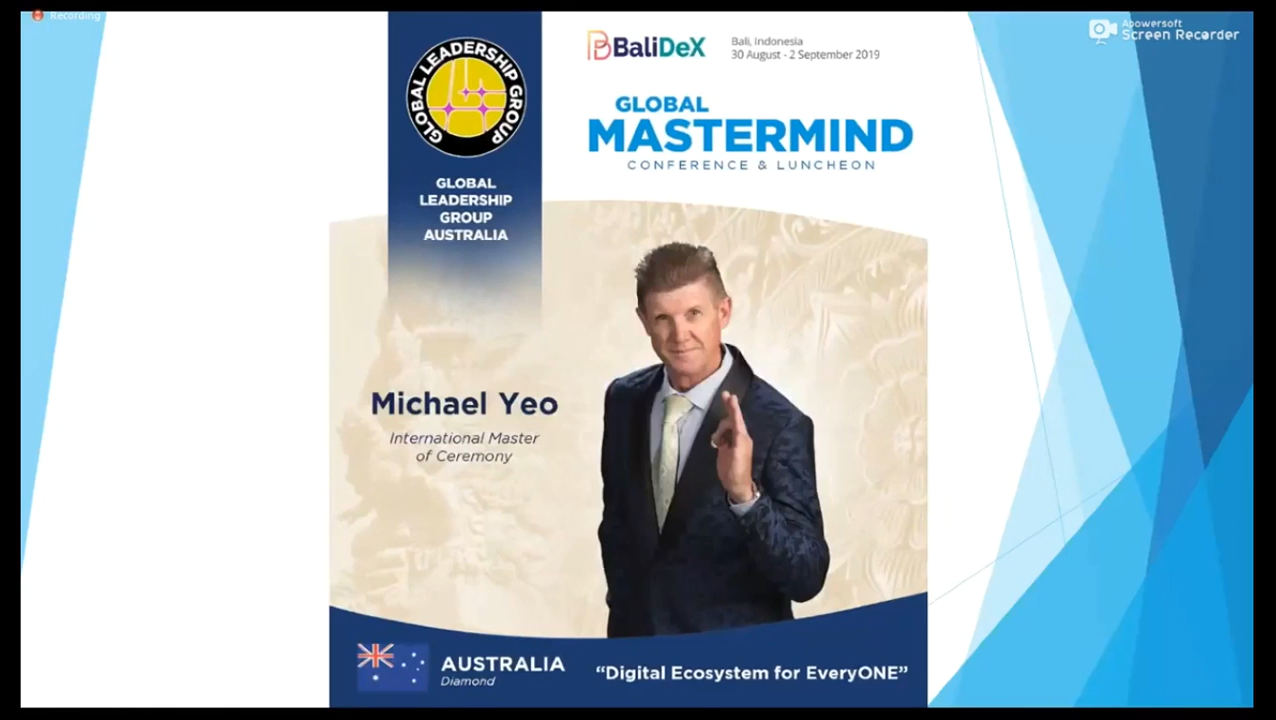 Recording
Apowersoft
Screen Recorder
GLOBAL LEADERSHIP GROUP
GLOBAL
LEADERSHIP
GROUP
AUSTRALIA
BaliDeX
Bali, Indonesia
30 August - 2 September 2019
GLOBAL
MASTERMIND
CONFERENCE & LUNCHEON
Michael Yeo
International Master
of Ceremony
AUSTRALIA
Diamond
“Digital Ecosystem for EveryONE”